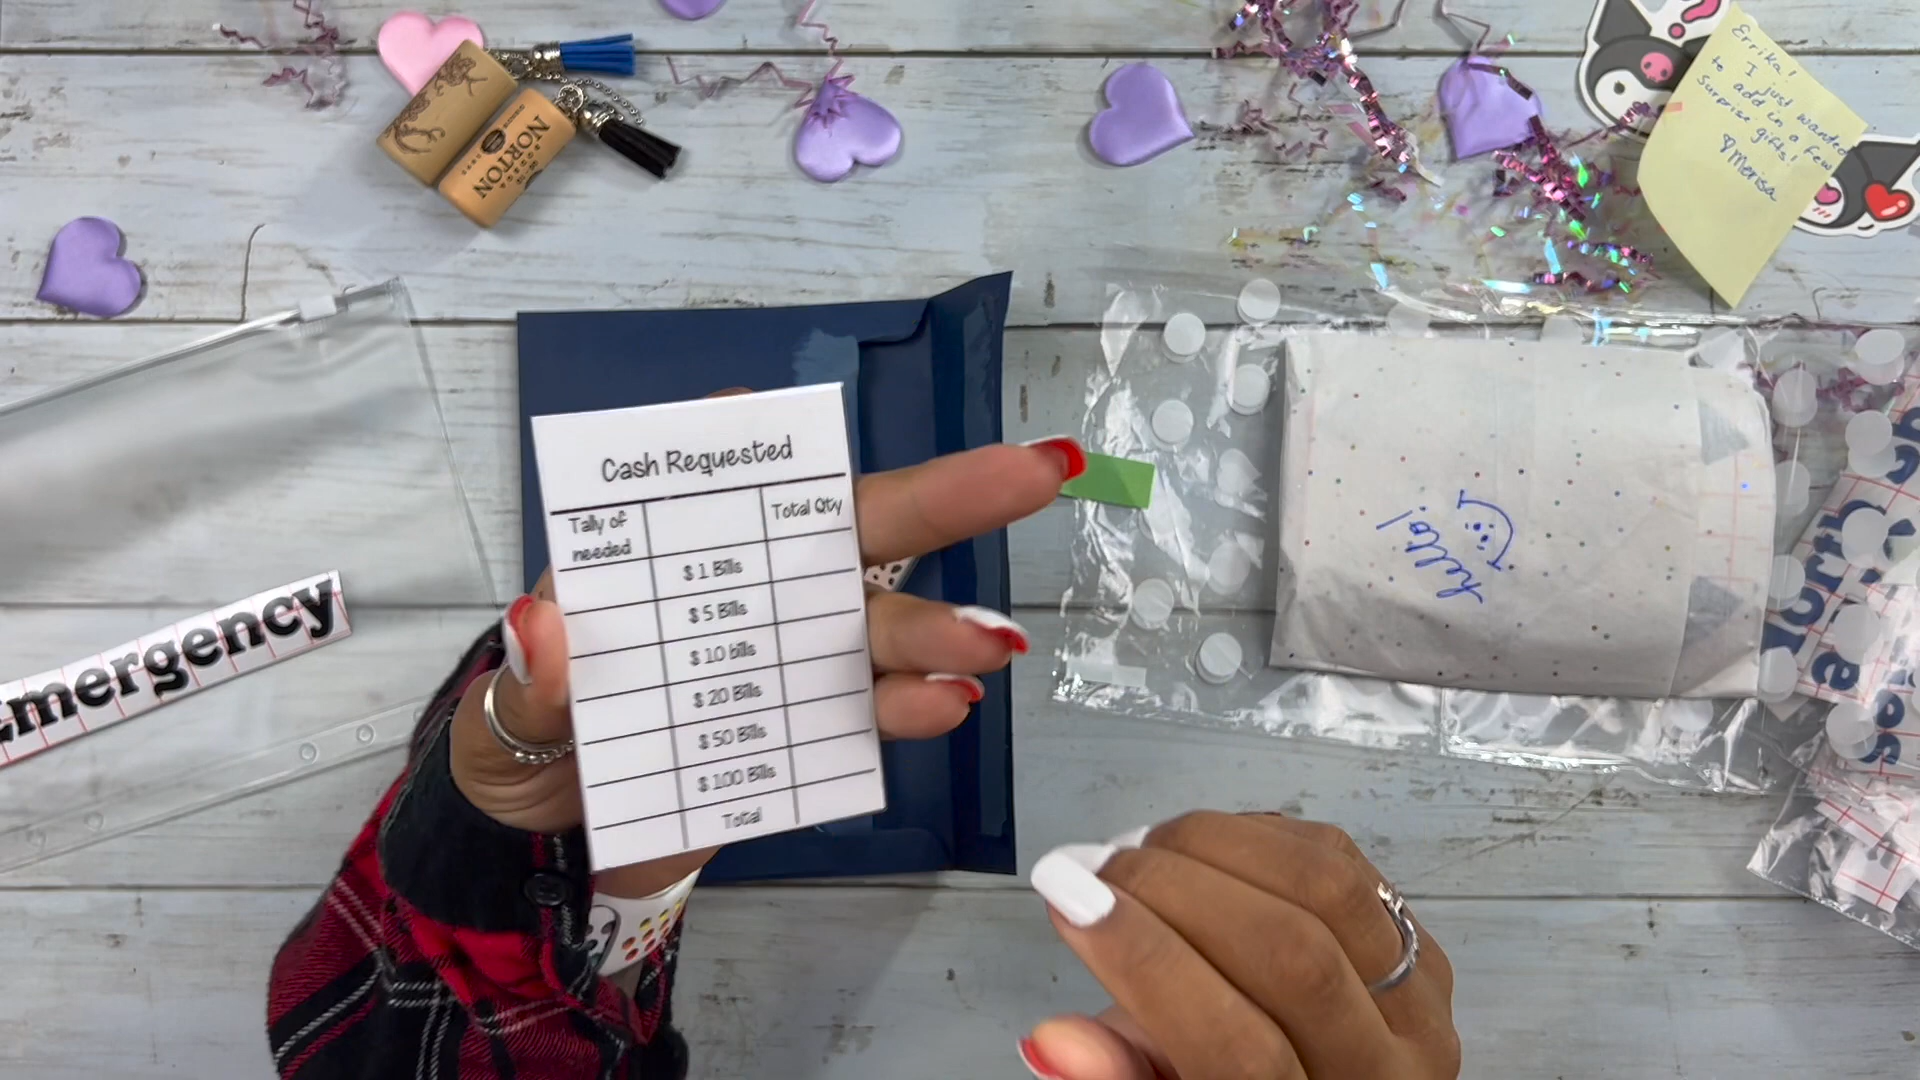 NORTON
Errika!
I just wanted
to add in a few
surprise gifts!
♡Merisa
Cash Requested
Tally of
needed
Total Qty
$ 1 Bills
$ 5 Bills
$ 10 bills
$ 20 Bills
$ 50 Bills
$ 100 Bills
Total
Emergency
hello!